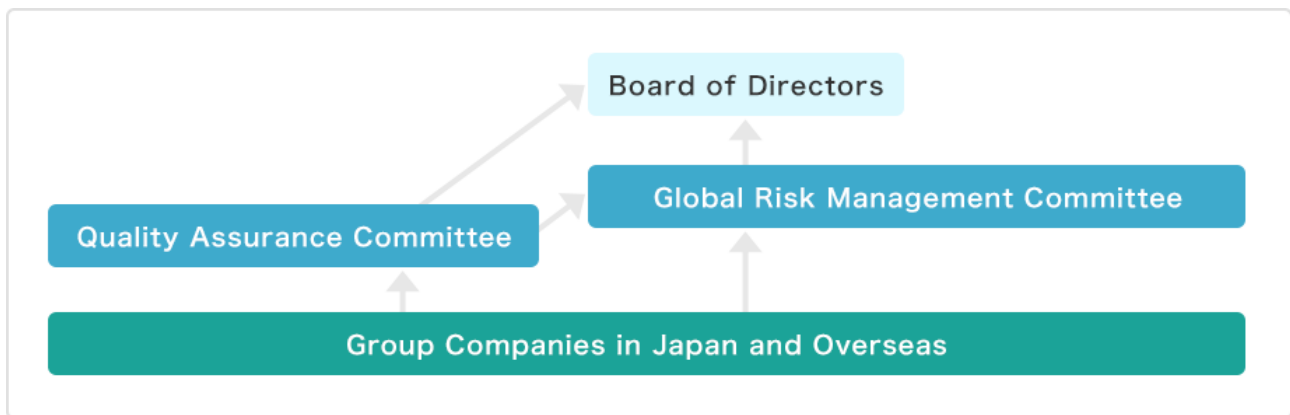 Board of Directors
Global Risk Management Committee
Quality Assurance Committee
Group Companies in Japan and Overseas